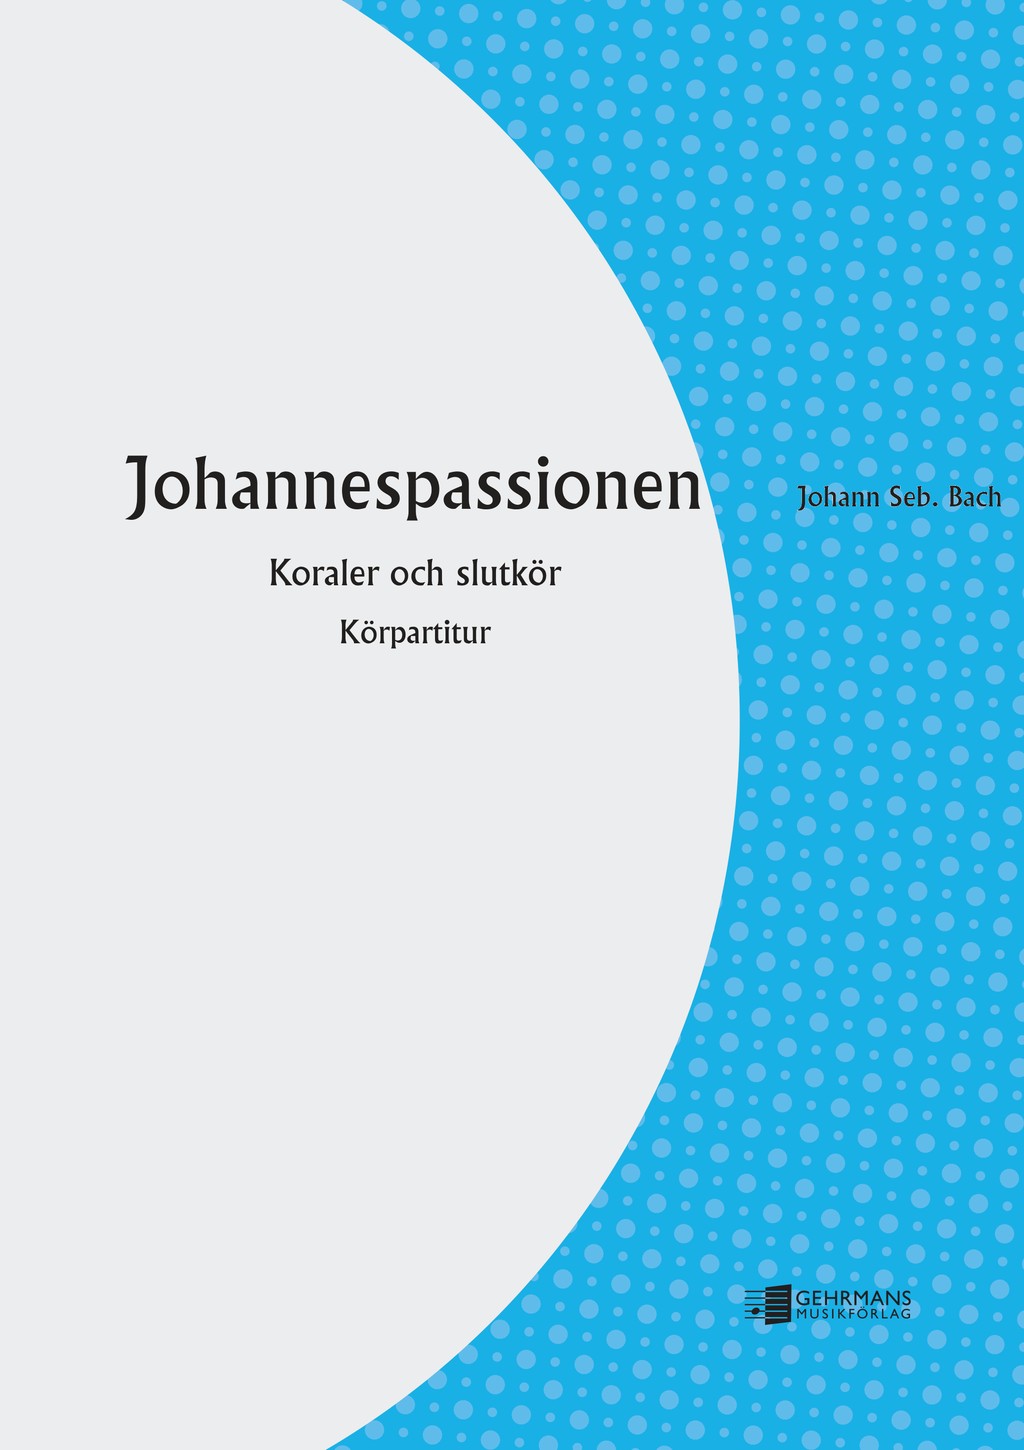 Johannespassionen
Johann Seb. Bach
Koraler och slutkör
Körpartitur
GEHRMANS
MUSIKFÖRLAG